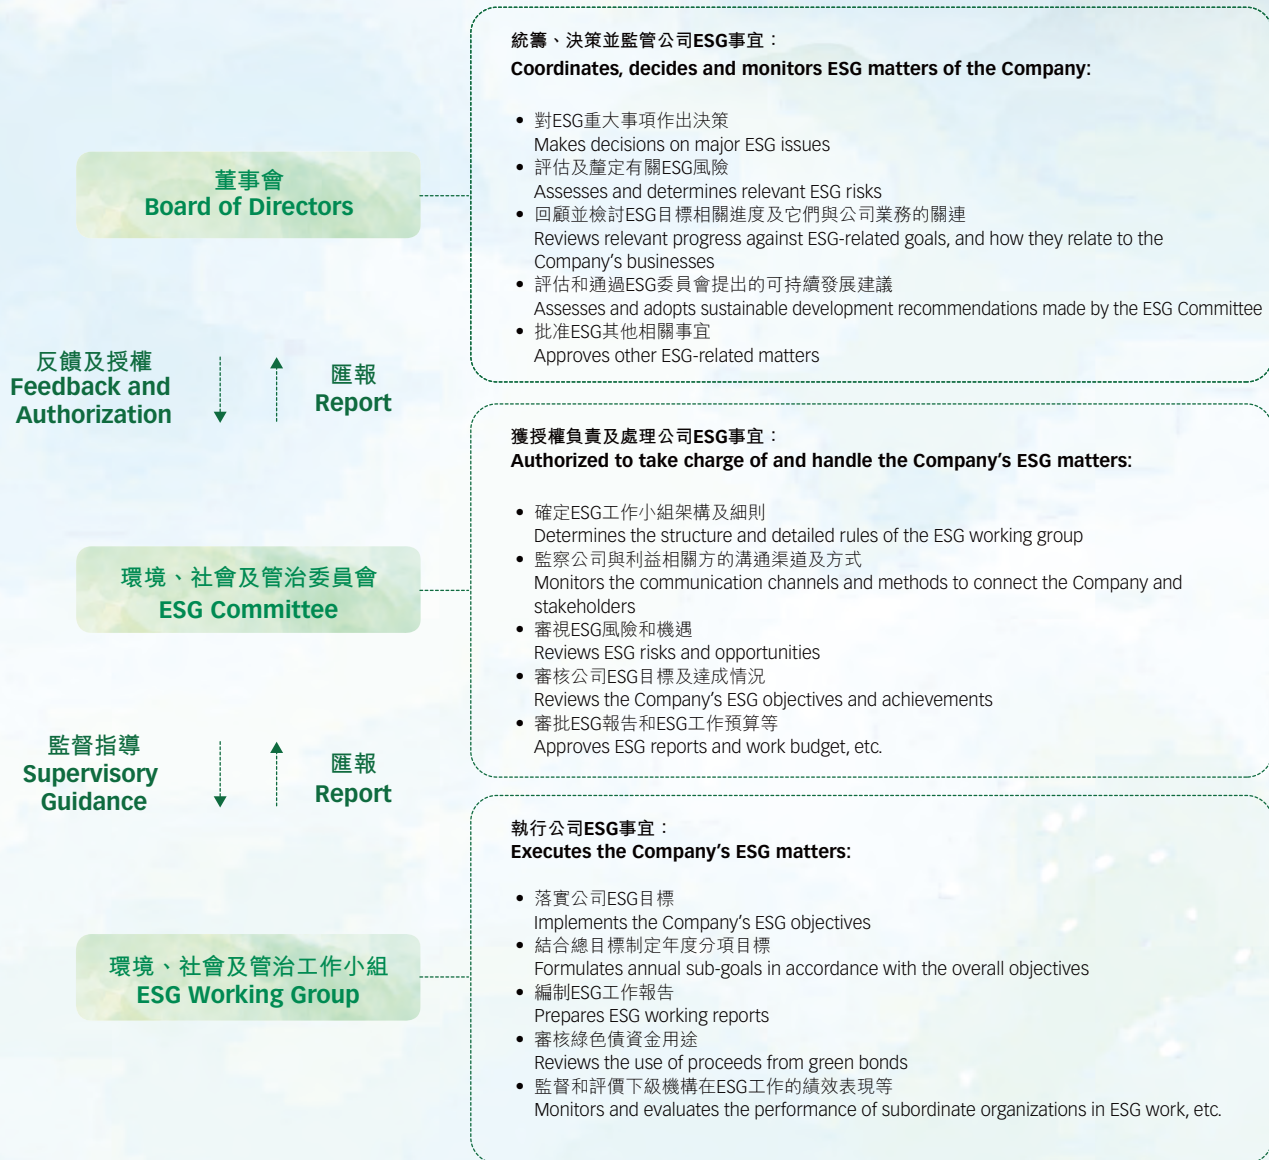 統籌、決策並監管公司ESG事宜：
Coordinates, decides and monitors ESG matters of the Company:
• 對ESG重大事項作出決策
Makes decisions on major ESG issues
• 評估及釐定有關ESG風險
Assesses and determines relevant ESG risks
• 回顧並檢討ESG目標相關進度及它們與公司業務的關連
Reviews relevant progress against ESG-related goals, and how they relate to the
Company's businesses
• 評估和通過ESG委員會提出的可持續發展建議
Assesses and adopts sustainable development recommendations made by the ESG Committee
• 批准ESG其他相關事宜
Approves other ESG-related matters
董事會
Board of Directors
反饋及授權
Feedback and
Authorization
匯報
Report
獲授權負責及處理公司ESG事宜：
Authorized to take charge of and handle the Company's ESG matters:
• 確定ESG工作小組架構及細則
Determines the structure and detailed rules of the ESG working group
• 監察公司與利益相關方的溝通渠道及方式
Monitors the communication channels and methods to connect the Company and
stakeholders
• 審視ESG風險和機遇
Reviews ESG risks and opportunities
• 審核公司ESG目標及達成情況
Reviews the Company's ESG objectives and achievements
• 審批ESG報告和ESG工作預算等
Approves ESG reports and work budget, etc.
環境、社會及管治委員會
ESG Committee
監督指導
Supervisory
Guidance
匯報
Report
執行公司ESG事宜：
Executes the Company's ESG matters:
• 落實公司ESG目標
Implements the Company's ESG objectives
• 結合總目標制定年度分項目標
Formulates annual sub-goals in accordance with the overall objectives
• 編制ESG工作報告
Prepares ESG working reports
• 審核綠色債資金用途
Reviews the use of proceeds from green bonds
• 監督和評價下級機構在ESG工作的績效表現等
Monitors and evaluates the performance of subordinate organizations in ESG work, etc.
環境、社會及管治工作小組
ESG Working Group